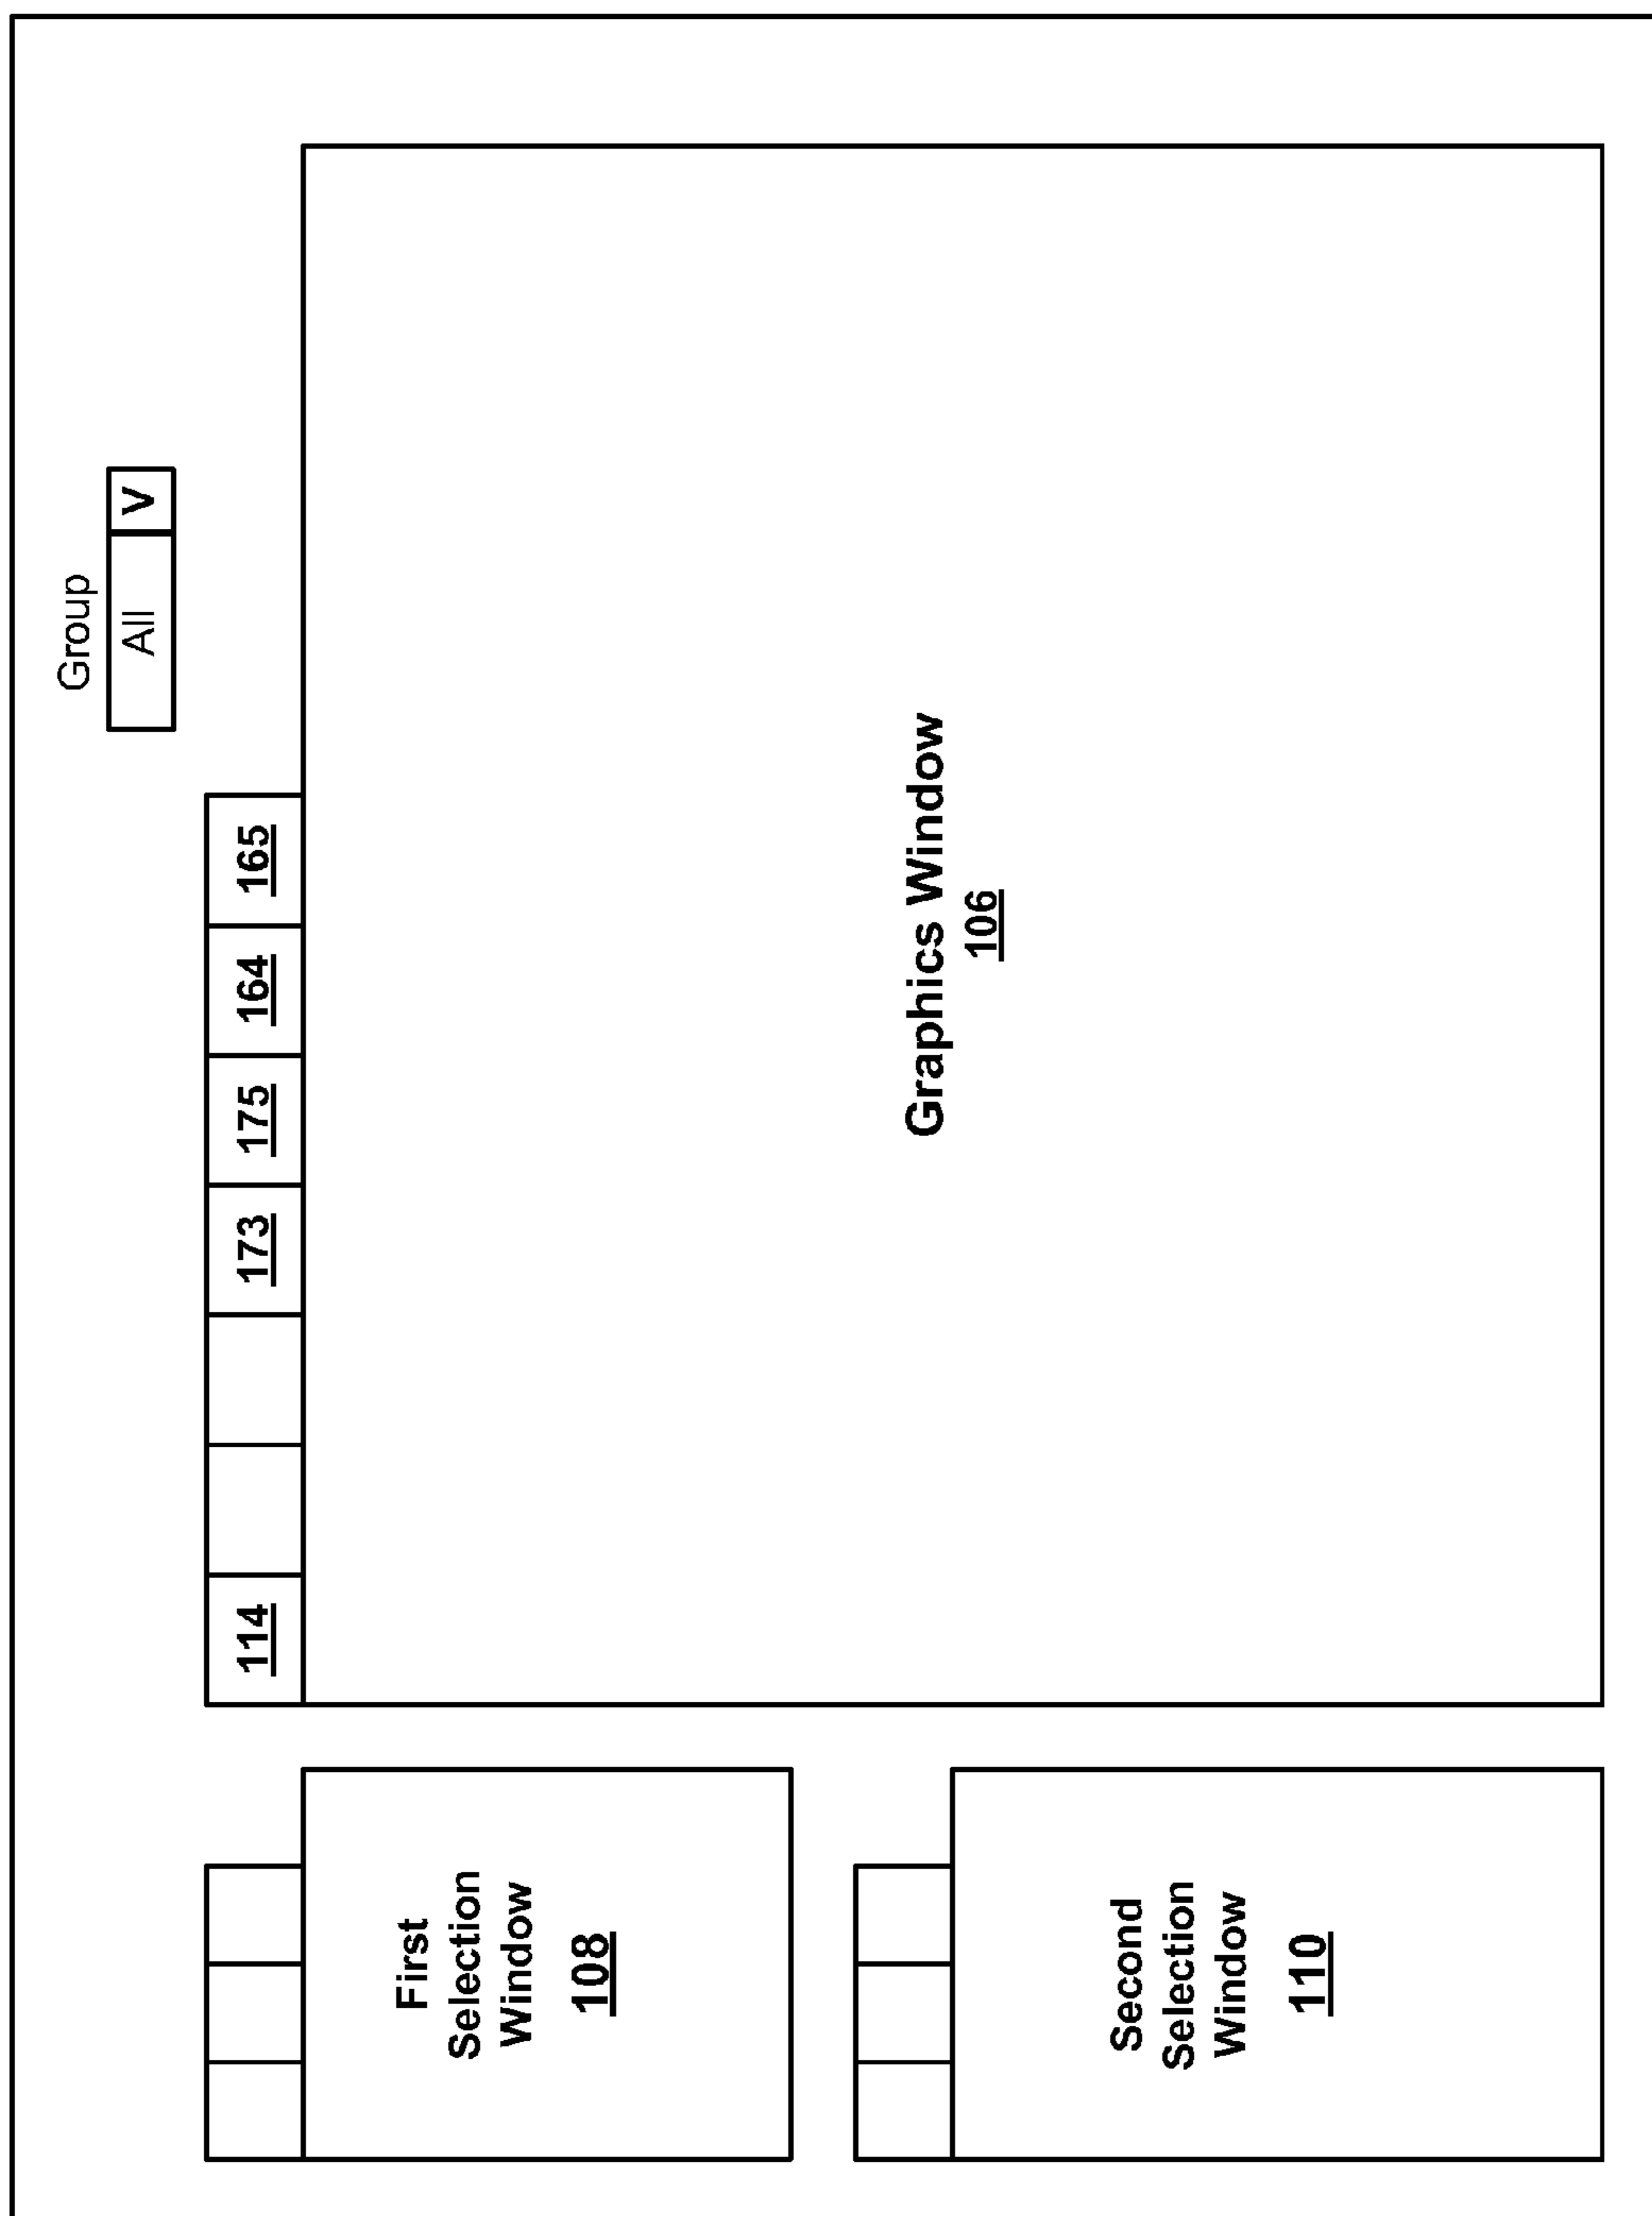 Group
All V
114 173 175 164 165
First
Selection
Window
108
Graphics Window
106
Second
Selection
Window
110